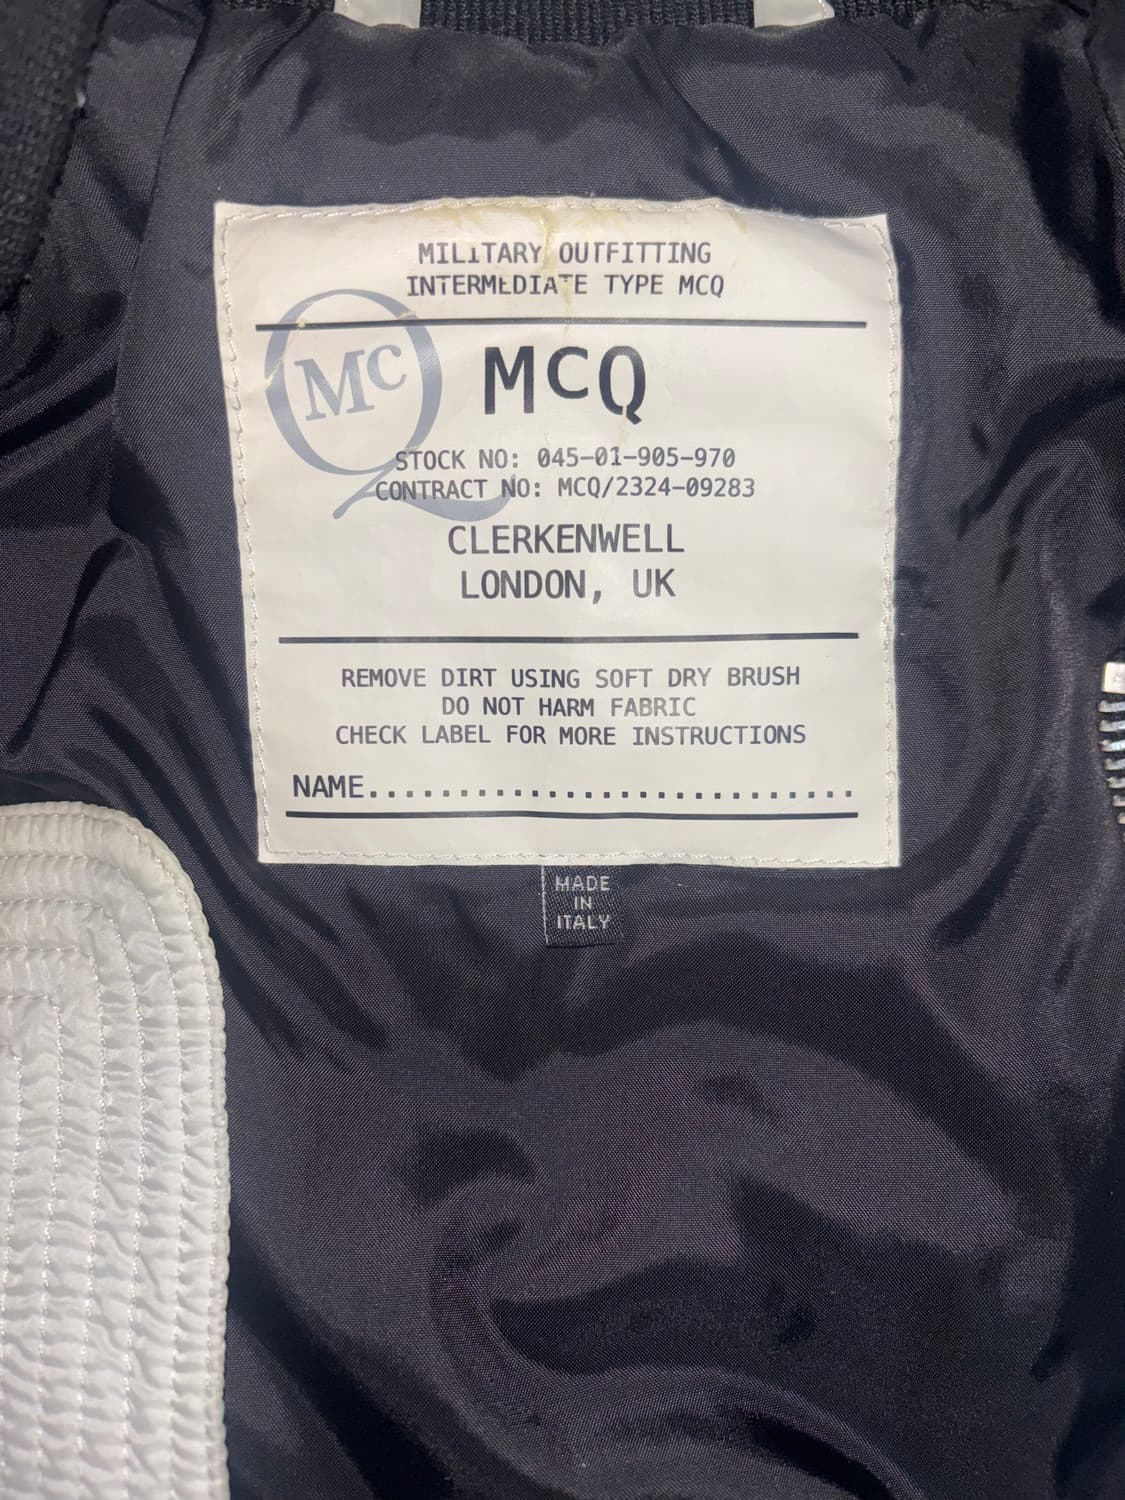 MILITARY OUTFITTING
INTERMEDIATE TYPE MCQ
McQ
McQ
STOCK NO: 045-01-905-970
CONTRACT NO: MCQ/2324-09283
CLERKENWELL
LONDON, UK
REMOVE DIRT USING SOFT DRY BRUSH
DO NOT HARM FABRIC
CHECK LABEL FOR MORE INSTRUCTIONS
NAME............................
MADE
IN
ITALY